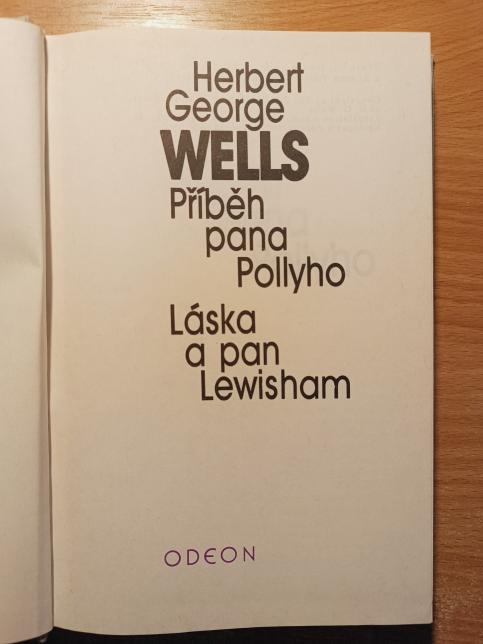 Herbert
George
WELLS
Příběh
pana
Pollyho
Láska
a pan
Lewisham
ODEON